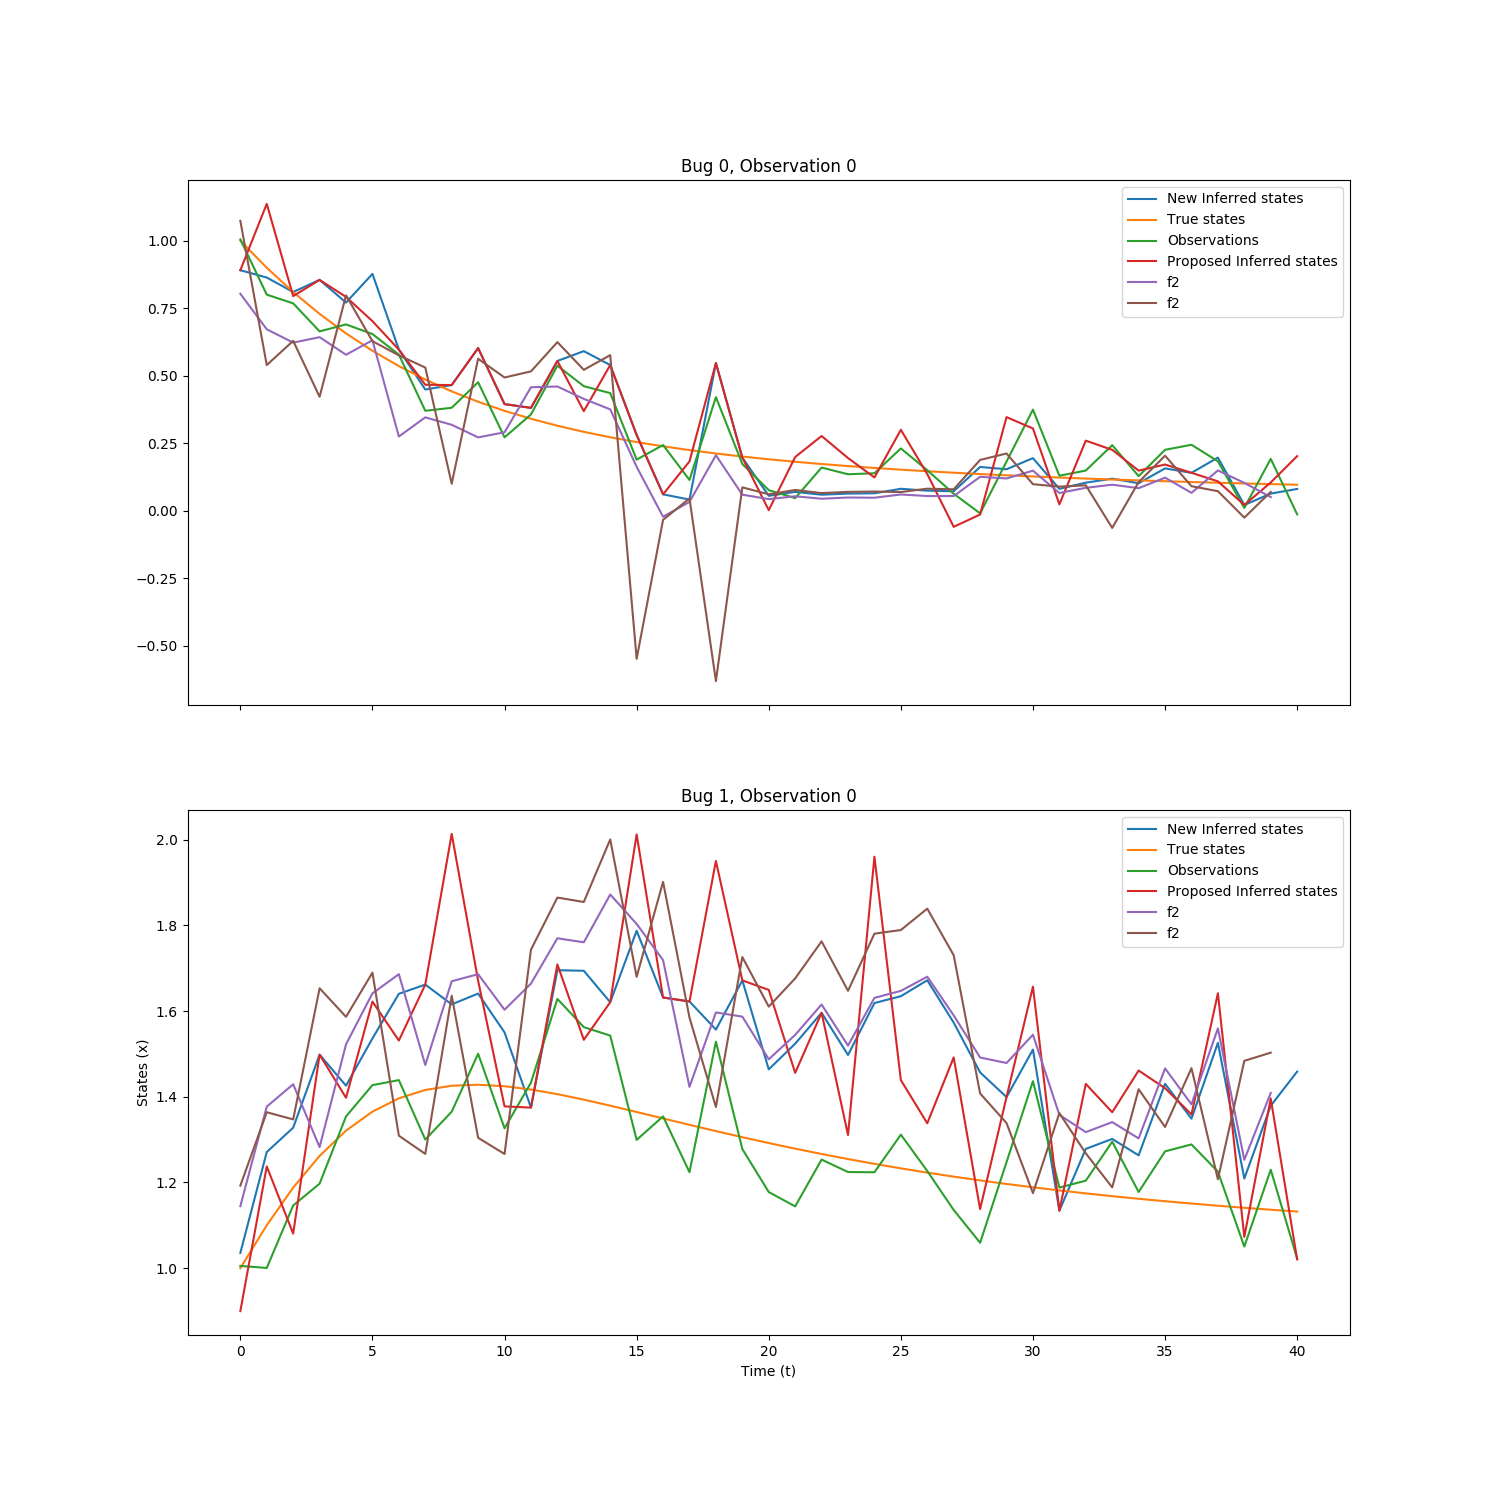 Bug 0, Observation 0
1.00
0.75
0.50
0.25
0.00
−0.25
−0.50
New Inferred states
True states
Observations
Proposed Inferred states
f2
f2
Bug 1, Observation 0
States (x)
2.0
1.8
1.6
1.4
1.2
1.0
New Inferred states
True states
Observations
Proposed Inferred states
f2
f2
0 5 10 15 20 25 30 35 40
Time (t)